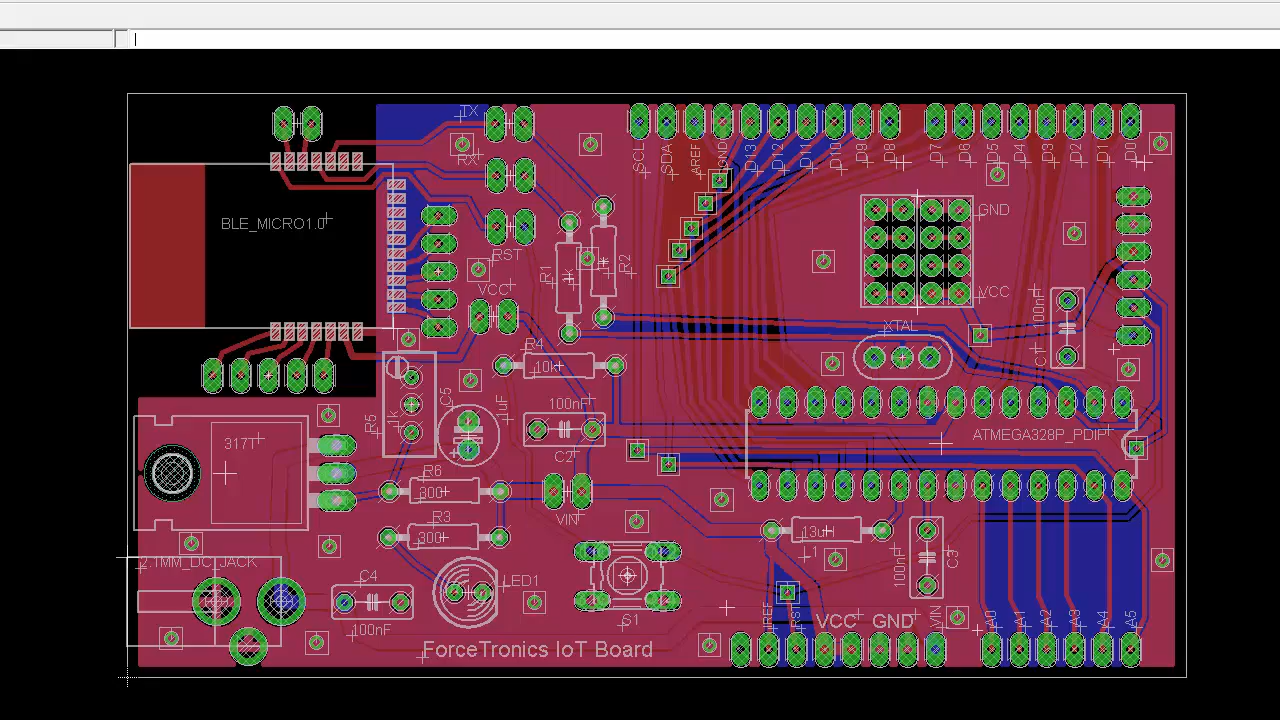 TX
RX
SCL
SDA
AREF
GND
D13
D12
D11
D10
D9
D8
D7
D6
D5
D4
D3
D2
D1
D0
BLE_MICRO1.0
GND
RST
R1
1k
R2
VCC
VCC
100nF
C1
XTAL
R4
10k
R5
1k
C5
1uF
100nF
C2
ATMEGA328P_PDIP
317T
R6
300
VIN
R3
300
13uH
100nF
C3
2.1MM_DC_JACK
C4
100nF
LED1
S1
IREF
RST
VCC
GND
VIN
A0
A1
A2
A3
A4
A5
ForceTronics IoT Board